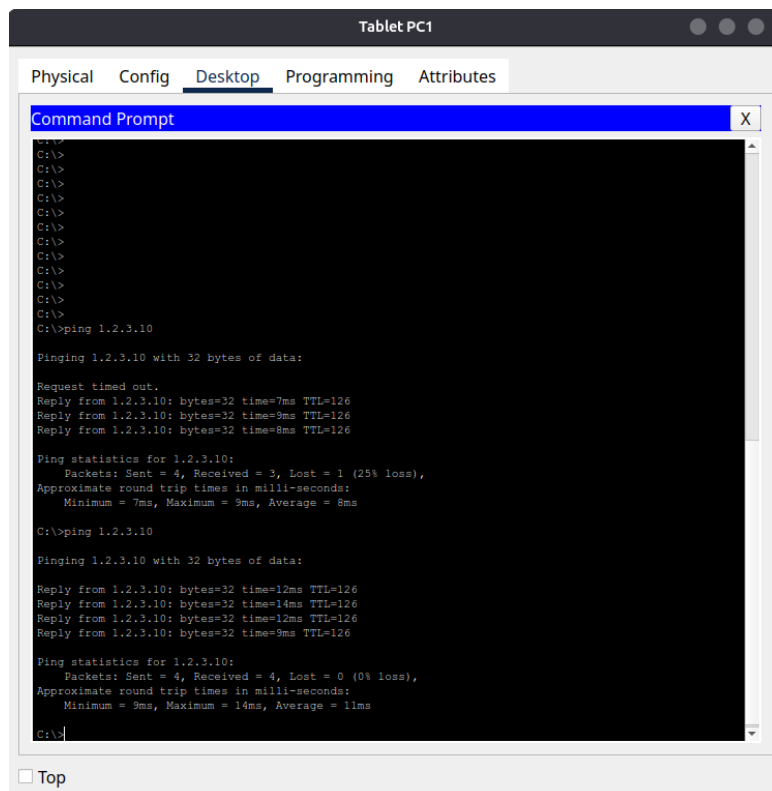 Tablet PC1
Physical Config Desktop Programming Attributes
Command Prompt X
C:\>
C:\>
C:\>
C:\>
C:\>
C:\>
C:\>
C:\>
C:\>
C:\>
C:\>
C:\>
C:\>
C:\>ping 1.2.3.10
Pinging 1.2.3.10 with 32 bytes of data:
Request timed out.
Reply from 1.2.3.10: bytes=32 time=7ms TTL=126
Reply from 1.2.3.10: bytes=32 time=9ms TTL=126
Reply from 1.2.3.10: bytes=32 time=8ms TTL=126
Ping statistics for 1.2.3.10:
Packets: Sent = 4, Received = 3, Lost = 1 (25% loss),
Approximate round trip times in milli-seconds:
Minimum = 7ms, Maximum = 9ms, Average = 8ms
C:\>ping 1.2.3.10
Pinging 1.2.3.10 with 32 bytes of data:
Reply from 1.2.3.10: bytes=32 time=12ms TTL=126
Reply from 1.2.3.10: bytes=32 time=14ms TTL=126
Reply from 1.2.3.10: bytes=32 time=12ms TTL=126
Reply from 1.2.3.10: bytes=32 time=9ms TTL=126
Ping statistics for 1.2.3.10:
Packets: Sent = 4, Received = 4, Lost = 0 (0% loss),
Approximate round trip times in milli-seconds:
Minimum = 9ms, Maximum = 14ms, Average = 11ms
C:\>
Top